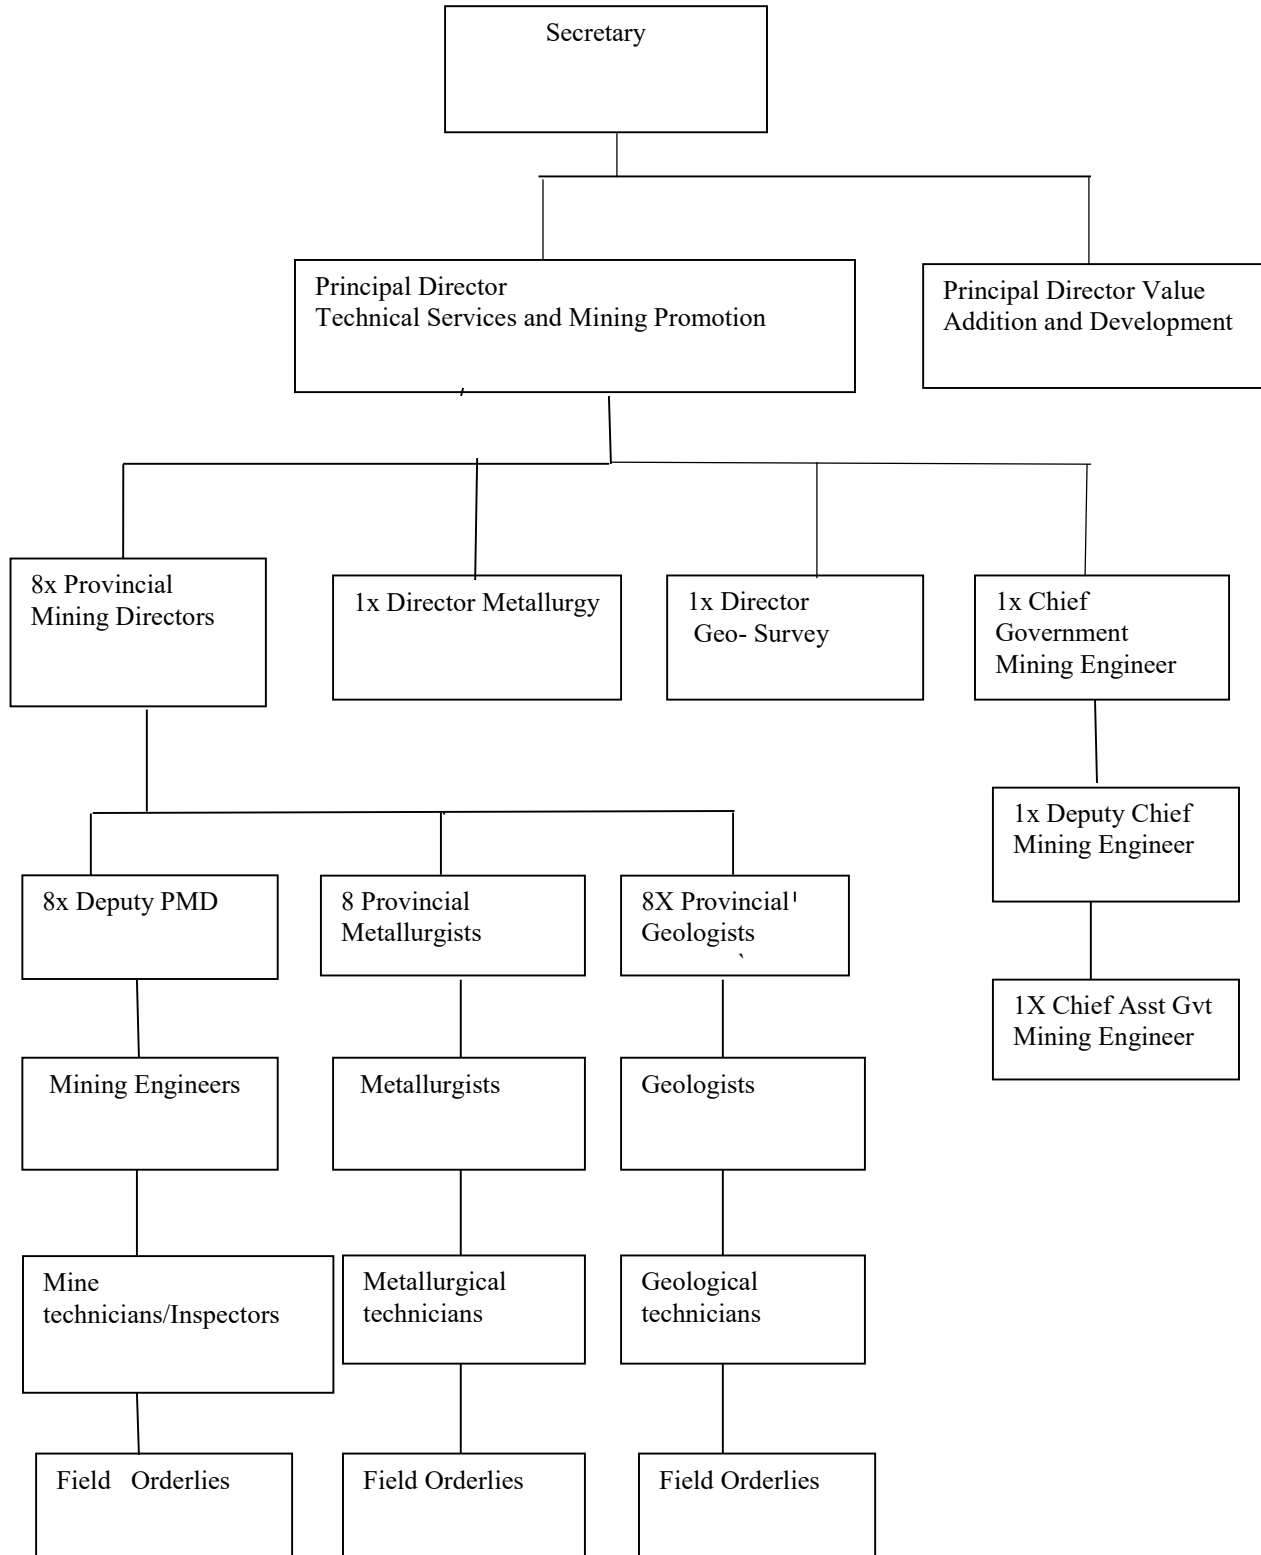 Secretary
Principal Director
Technical Services and Mining Promotion
Principal Director Value
Addition and Development
8x Provincial
Mining Directors
1x Director Metallurgy
1x Director
Geo- Survey
1x Chief
Government
Mining Engineer
1x Deputy Chief
Mining Engineer
8x Deputy PMD
8 Provincial
Metallurgists
8X Provincial
Geologists
1X Chief Asst Gvt
Mining Engineer
Mining Engineers
Metallurgists
Geologists
Mine
technicians/Inspectors
Metallurgical
technicians
Geological
technicians
Field Orderlies
Field Orderlies
Field Orderlies